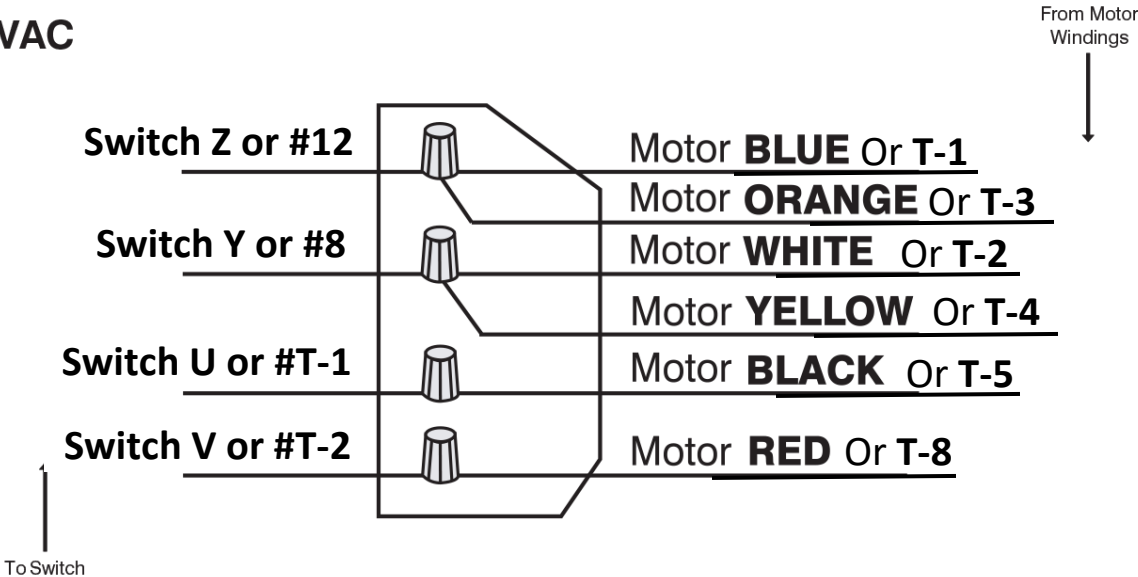 VAC
From Motor
Windings
Switch Z or #12
Motor BLUE Or T-1
Motor ORANGE Or T-3
Switch Y or #8
Motor WHITE Or T-2
Motor YELLOW Or T-4
Switch U or #T-1
Motor BLACK Or T-5
Switch V or #T-2
Motor RED Or T-8
To Switch